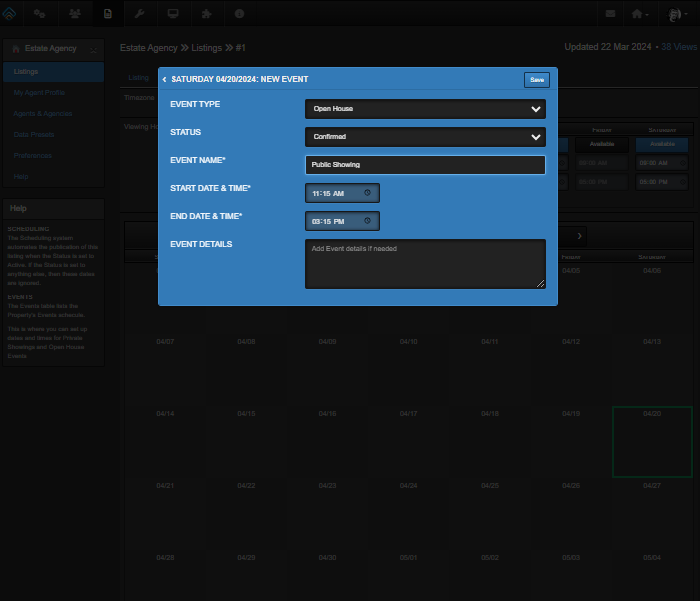 Estate Agency
Listings
My Agent Profile
Agents & Agencies
Data Presets
Preferences
Help
Help
SCHEDULING
The Scheduling system
automates the publication of this
listing when the Status is set to
Active. If the Status is set to
anything else, then these dates
are ignored.
EVENTS
The Events table lists the
Property's Events schedule.
This is where you can set up
dates and times for Private
Showings and Open House
Events
Estate Agency » Listings » #1
Updated 22 Mar 2024 • 38 Views
Listing
Timezone
Viewing
SATURDAY 04/20/2024: NEW EVENT
Save
EVENT TYPE
Open House
STATUS
Confirmed
EVENT NAME*
Public Showing
START DATE & TIME*
11:15 AM
END DATE & TIME*
03:15 PM
EVENT DETAILS
Add Event details if needed
Friday Saturday
Available Available
09:00 AM
05:00 PM
Friday Saturday
04/05 04/06
04/07 04/08 04/09 04/10 04/11 04/12 04/13
04/14 04/15 04/16 04/17 04/18 04/19 04/20
04/21 04/22 04/23 04/24 04/25 04/26 04/27
04/28 04/29 04/30 05/01 05/02 05/03 05/04